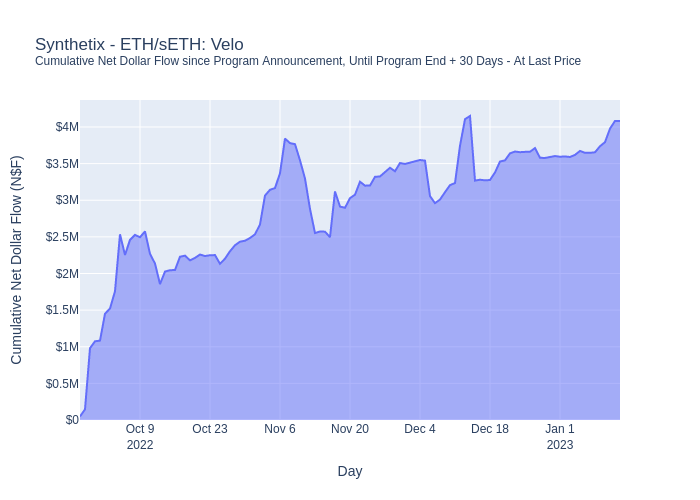 Synthetix - ETH/sETH: Velo
Cumulative Net Dollar Flow since Program Announcement, Until Program End + 30 Days - At Last Price
Cumulative Net Dollar Flow (N$F)
$4M
$3.5M
$3M
$2.5M
$2M
$1.5M
$1M
$0.5M
$0
Oct 9
2022
Oct 23
Nov 6
Nov 20
Dec 4
Dec 18
Jan 1
2023
Day